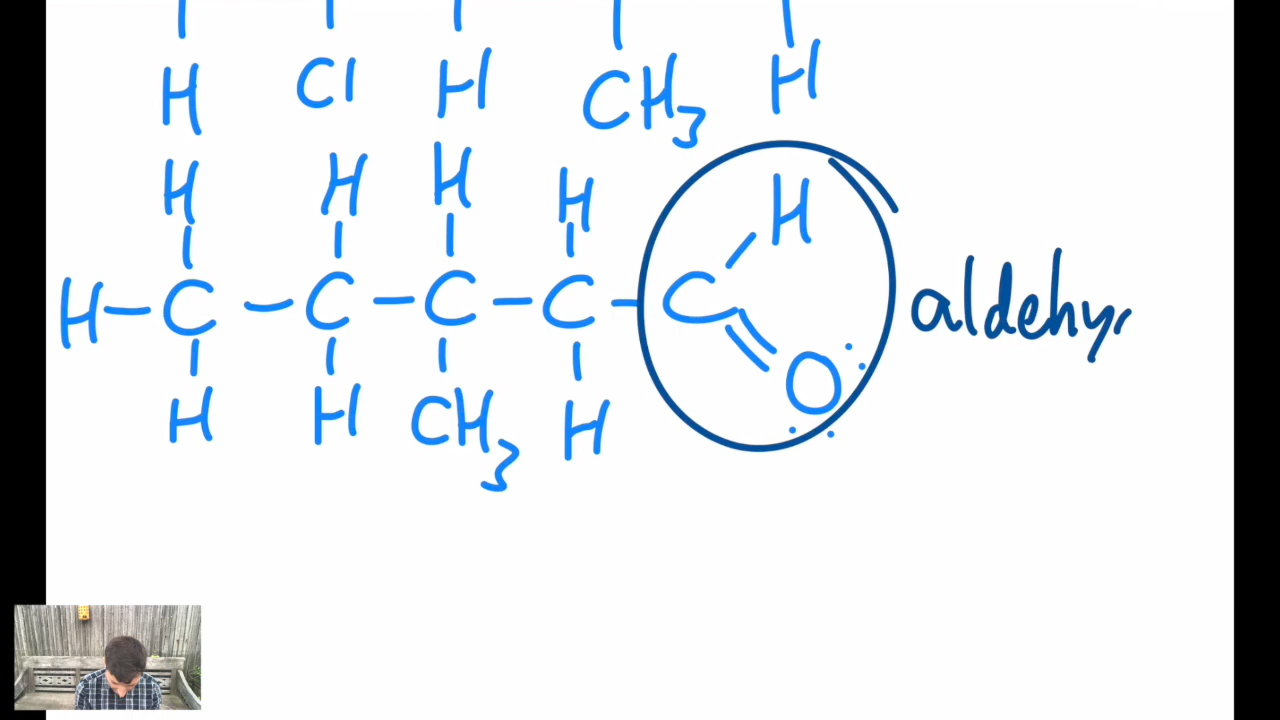 H Cl H CH3 H
H H H H H
H-C-C-C-C-C
O
H H CH3 H
aldehy